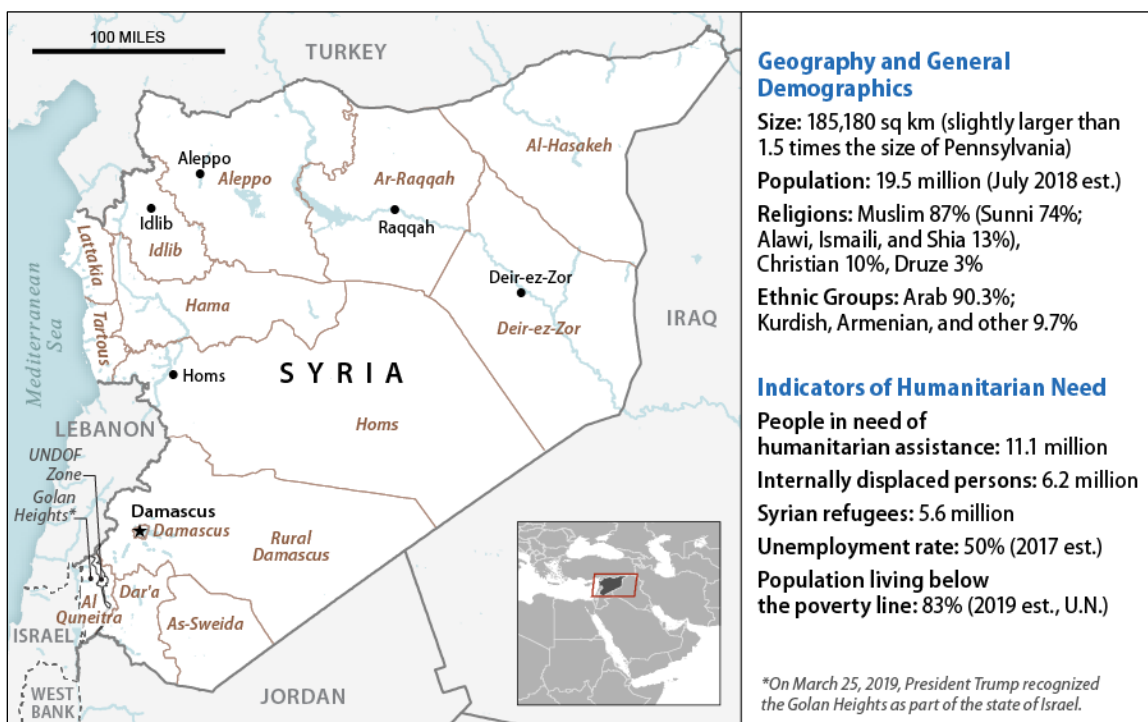 100 MILES
TURKEY
Aleppo
Aleppo
Al-Hasakeh
Ar-Raqqah
Idlib
Idlib
Raqqah
Lattakia
Deir-ez-Zor
Hama
Deir-ez-Zor
IRAQ
Tartous
Mediterranean
Sea
Homs
SYRIA
Homs
LEBANON
UNDOF
Zone
Golan
Heights*
Damascus
Damascus
Rural
Damascus
Dar'a
Al
Quneitra
As-Sweida
ISRAEL
WEST
BANK
JORDAN
Geography and General
Demographics
Size: 185,180 sq km (slightly larger than
1.5 times the size of Pennsylvania)
Population: 19.5 million (July 2018 est.)
Religions: Muslim 87% (Sunni 74%;
Alawi, Ismaili, and Shia 13%),
Christian 10%, Druze 3%
Ethnic Groups: Arab 90.3%;
Kurdish, Armenian, and other 9.7%
Indicators of Humanitarian Need
People in need of
humanitarian assistance: 11.1 million
Internally displaced persons: 6.2 million
Syrian refugees: 5.6 million
Unemployment rate: 50% (2017 est.)
Population living below
the poverty line: 83% (2019 est., U.N.)
*On March 25, 2019, President Trump recognized
the Golan Heights as part of the state of Israel.